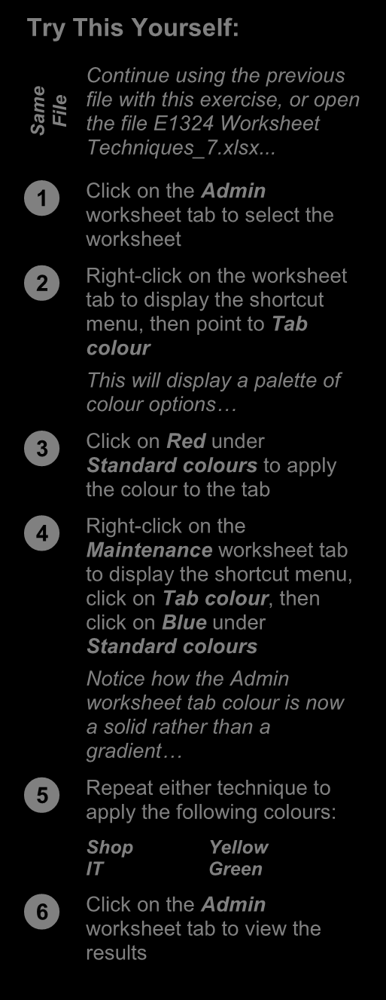 Try This Yourself:
Same
File
Continue using the previous
file with this exercise, or open
the file E1324 Worksheet
Techniques_7.xlsx...
1
Click on the Admin
worksheet tab to select the
worksheet
2
Right-click on the worksheet
tab to display the shortcut
menu, then point to Tab
colour
This will display a palette of
colour options…
3
Click on Red under
Standard colours to apply
the colour to the tab
4
Right-click on the
Maintenance worksheet tab
to display the shortcut menu,
click on Tab colour, then
click on Blue under
Standard colours
Notice how the Admin
worksheet tab colour is now
a solid rather than a
gradient…
5
Repeat either technique to
apply the following colours:
Shop Yellow
IT Green
6
Click on the Admin
worksheet tab to view the
results